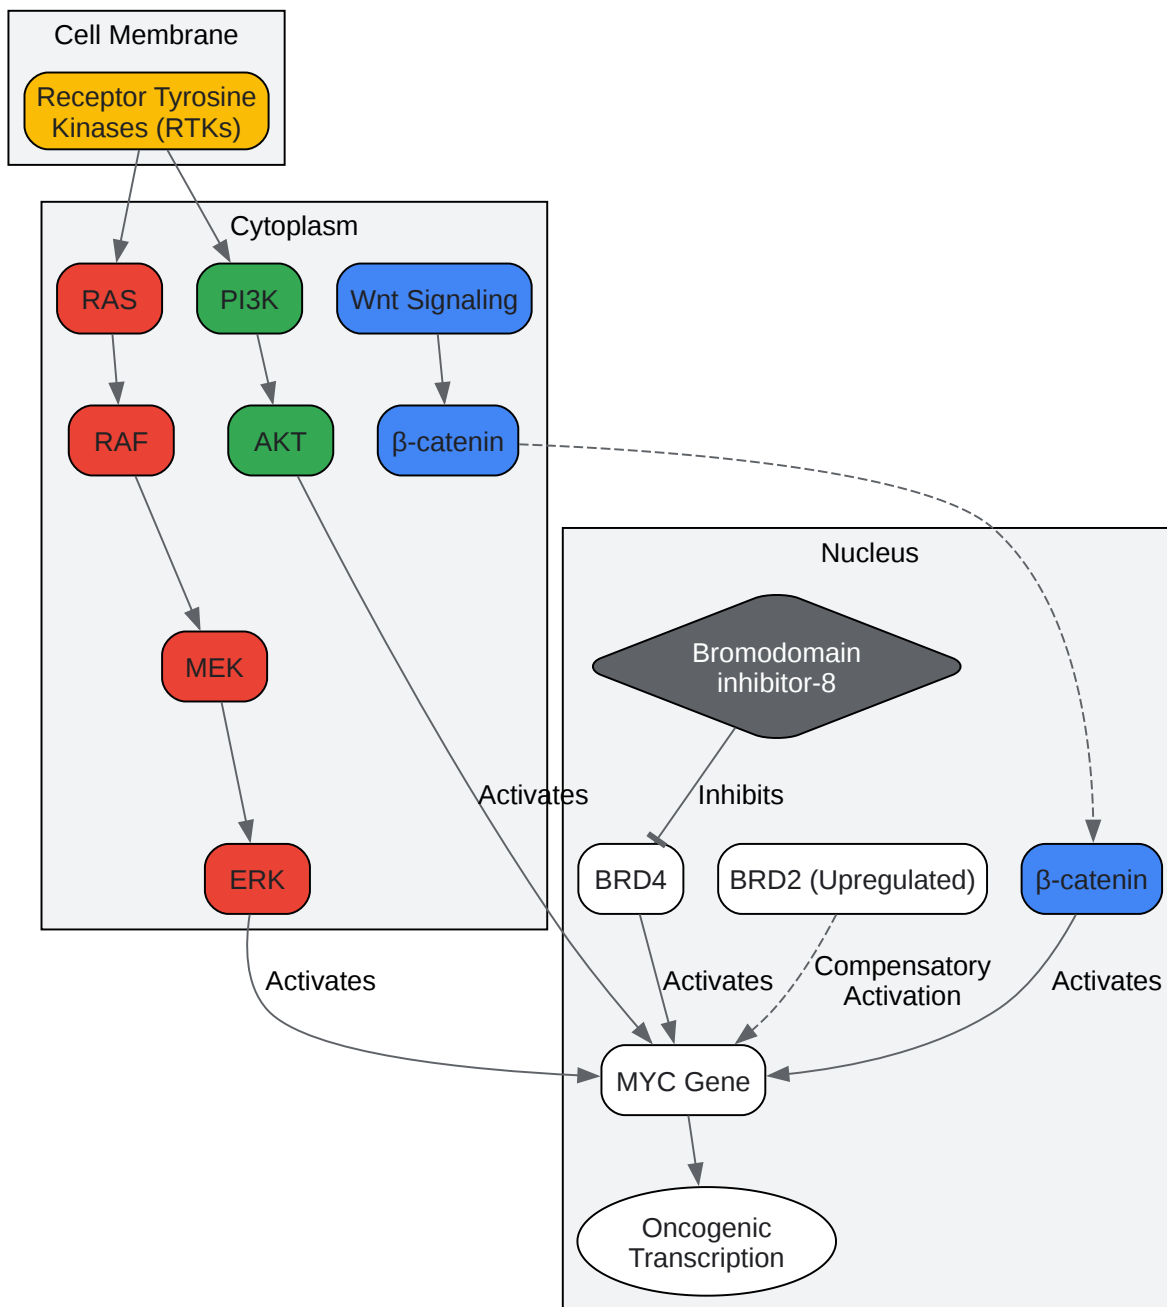 Cell Membrane
Receptor Tyrosine
Kinases (RTKs)
Cytoplasm
RAS
PI3K
Wnt Signaling
RAF
AKT
β-catenin
Nucleus
Bromodomain
inhibitor-8
MEK
Activates
Inhibits
ERK
BRD4
BRD2 (Upregulated)
β-catenin
Activates
Activates
Compensatory
Activation
Activates
MYC Gene
Oncogenic
Transcription